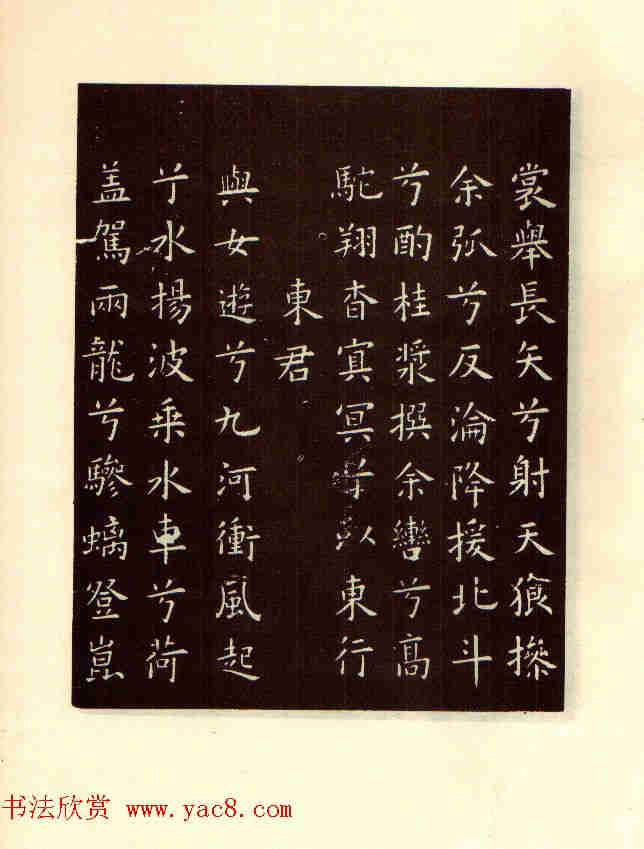 裳舉長矢兮射天狼操
余弧兮反淪降援北斗
兮酌桂漿撰余轡兮高
駝翔杳冥冥兮以東行
東君
與女遊兮九河衝風起
兮水揚波乘水車兮荷
盖駕兩龍兮驂螭登崑
书法欣赏 www.yac8.com